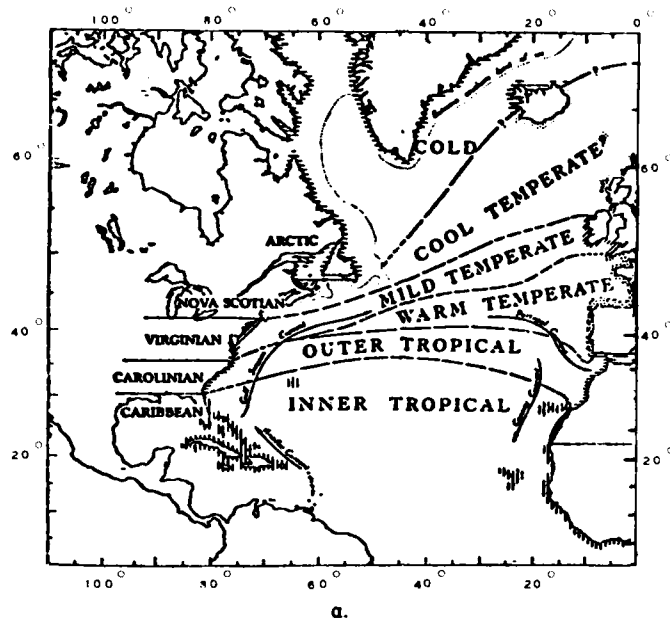 100° 80° 60° 40° 20° 0°
60° 60°
COLD
COOL TEMPERATE
ARCTIC
MILD TEMPERATE
NOVA SCOTIAN
WARM TEMPERATE
40° 40°
VIRGINIAN
OUTER TROPICAL
CAROLINIAN
INNER TROPICAL
CARIBBEAN
20° 20°
100° 80° 60° 40° 20°
a.